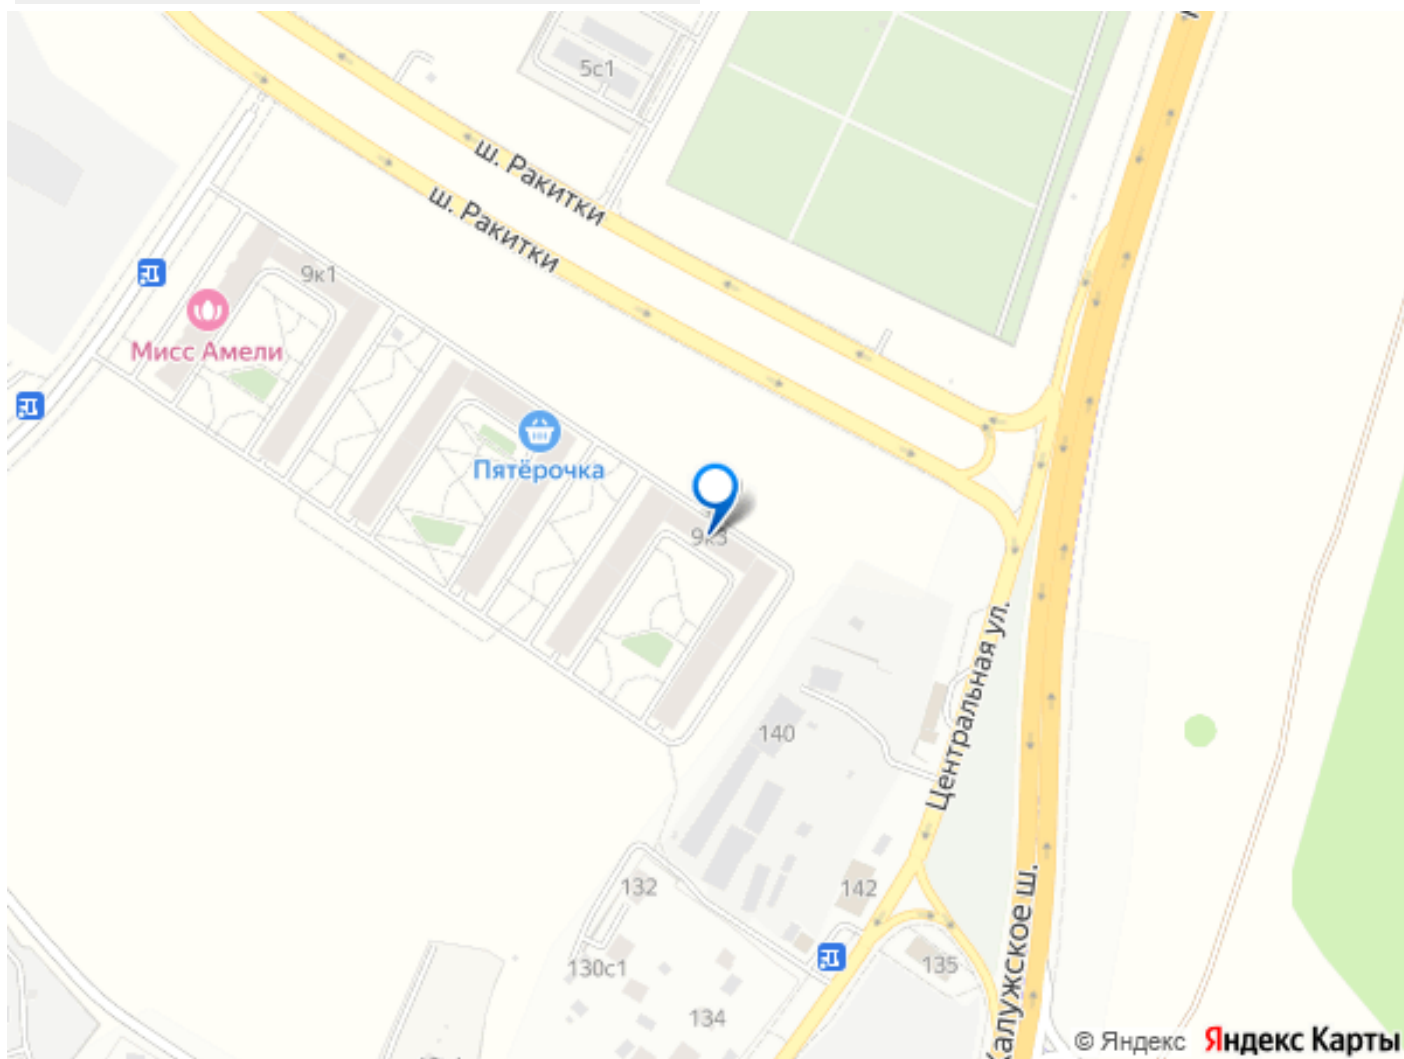 5с1
ш. Ракитки
ш. Ракитки
9к1
Мисс Амели
Пятёрочка
9к3
Центральная ул.
140
132
142
130с1
135
134
Калужское ш.
© Яндекс Яндекс Карты